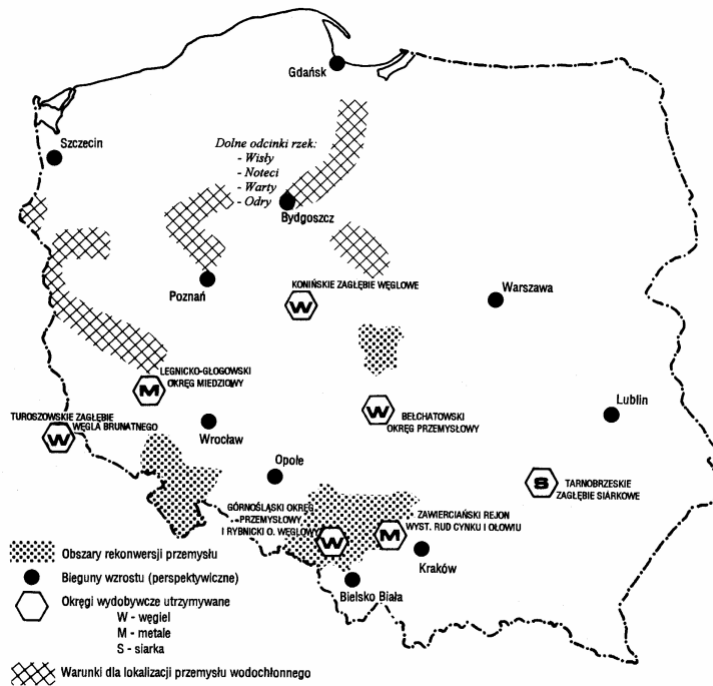 Gdańsk
Szczecin
Dolne odcinki rzek:
- Wisły
- Noteci
- Warty
- Odry
Bydgoszcz
Poznań
KONIŃSKIE ZAGŁĘBIE WĘGLOWE
W
Warszawa
LEGNICKO-GŁOGOWSKI
OKRĘG MIEDZIOWY
M
TUROSZOWSKIE ZAGŁĘBIE
WĘGLA BRUNATNEGO
W
Wrocław
W
BEŁCHATOWSKI
OKRĘG PRZEMYSŁOWY
Lublin
Opole
S
TARNOBRZESKIE
ZAGŁĘBIE SIARKOWE
GÓRNOŚLĄSKI OKRĘG
PRZEMYSŁOWY
I RYBNICKI O. WĘGLOWY
W
ZAWIERCIAŃSKI REJON
WYST. RUD CYNKU I OŁOWIU
M
Kraków
Bielsko Biała
Obszary rekonwersji przemysłu
Bieguny wzrostu (perspektywiczne)
Okręgi wydobywcze utrzymywane
W - węgiel
M - metale
S - siarka
Warunki dla lokalizacji przemysłu wodochłonnego